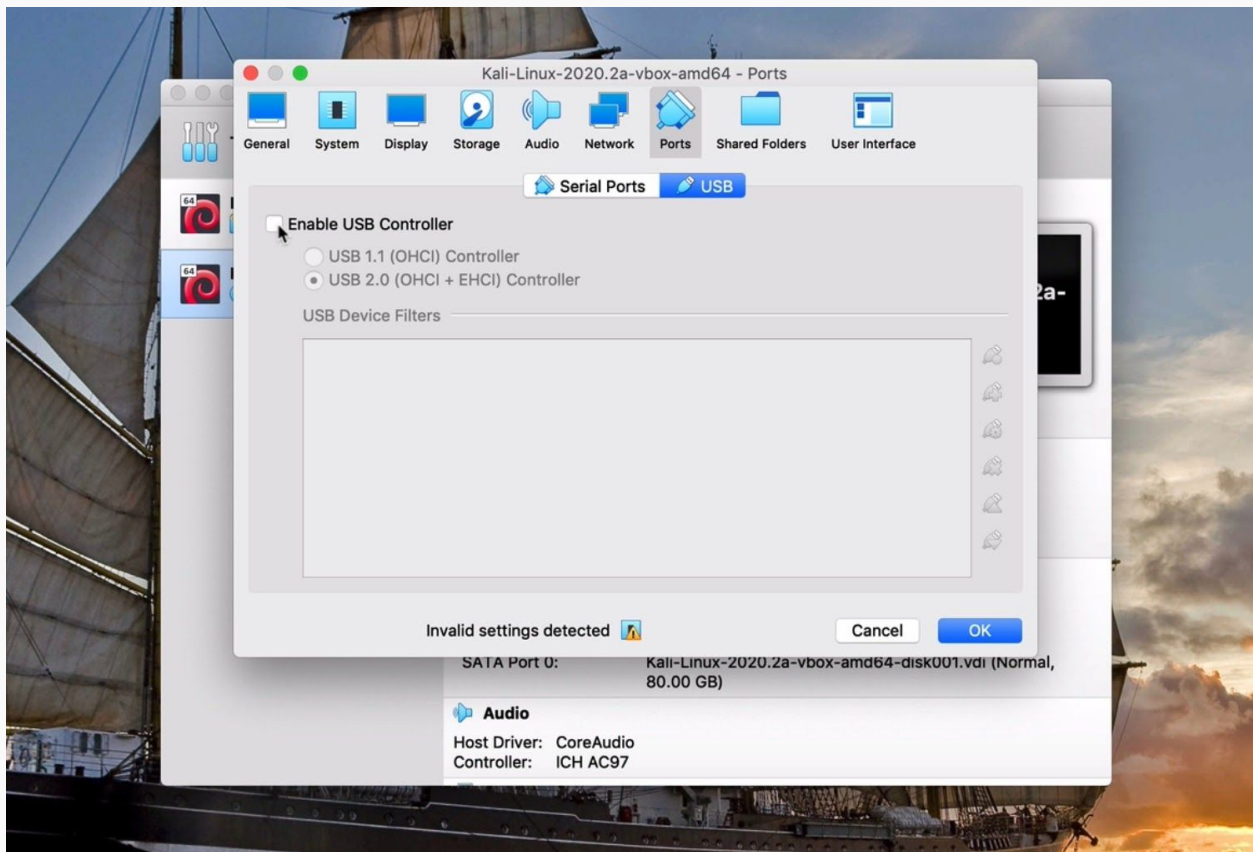 Kali-Linux-2020.2a-vbox-amd64 - Ports
General System Display Storage Audio Network Ports Shared Folders User Interface
Serial Ports USB
64
Enable USB Controller
USB 1.1 (OHCI) Controller
64
USB 2.0 (OHCI + EHCI) Controller
2a-
USB Device Filters
Invalid settings detected
Cancel OK
SATA Port 0: Kali-Linux-2020.2a-vbox-amd64-disk001.vdi (Normal,
80.00 GB)
Audio
Host Driver: CoreAudio
Controller: ICH AC97